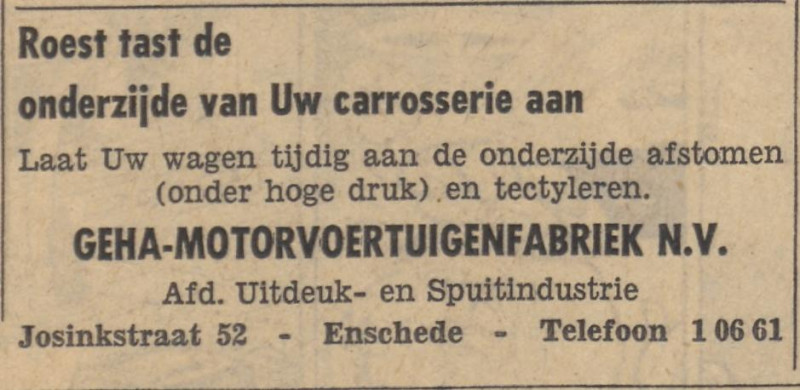 Roest tast de
onderzijde van Uw carrosserie aan
Laat Uw wagen tijdig aan de onderzijde afstomen
(onder hoge druk) en tectyleren.
GEHA-MOTORVOERTUIGENFABRIEK N.V.
Afd. Uitdeuk- en Spuitindustrie
Josinkstraat 52 - Enschede - Telefoon 1 06 61